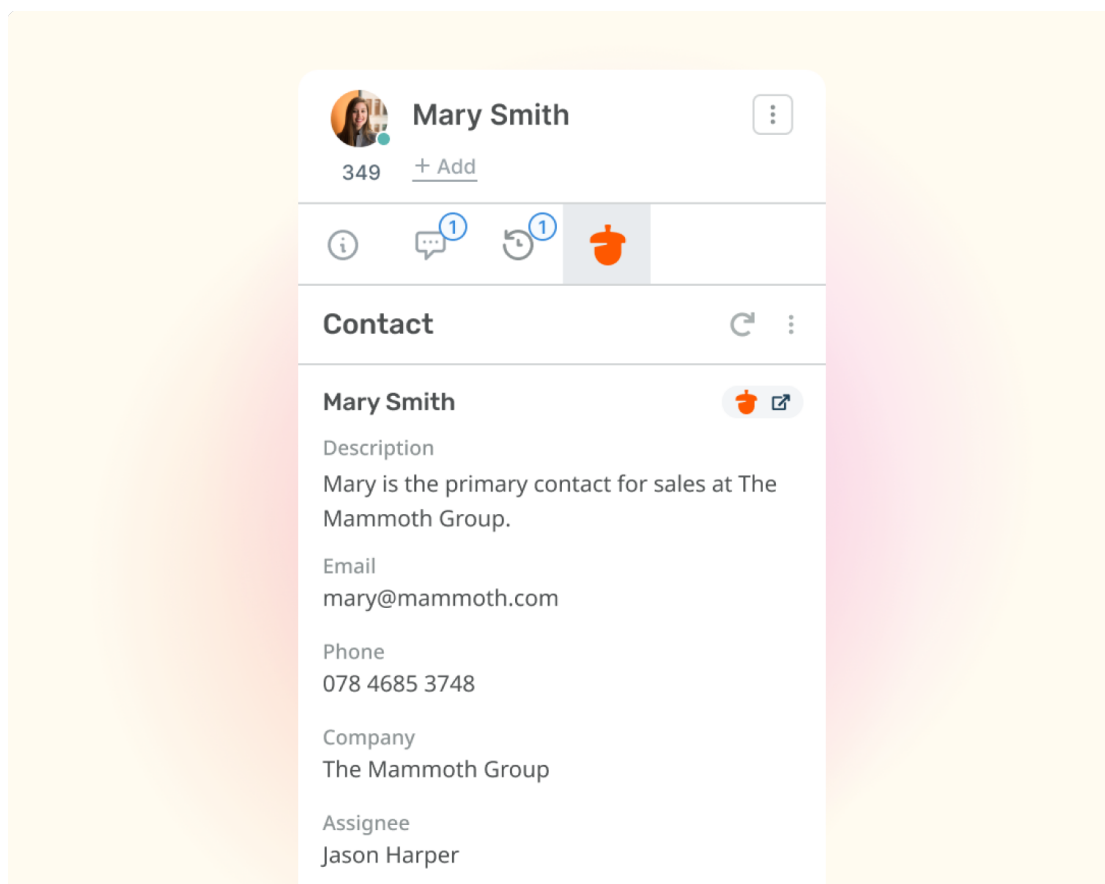 Mary Smith
349
+ Add
1
1
Contact
Mary Smith
Description
Mary is the primary contact for sales at The
Mammoth Group.
Email
mary@mammoth.com
Phone
078 4685 3748
Company
The Mammoth Group
Assignee
Jason Harper